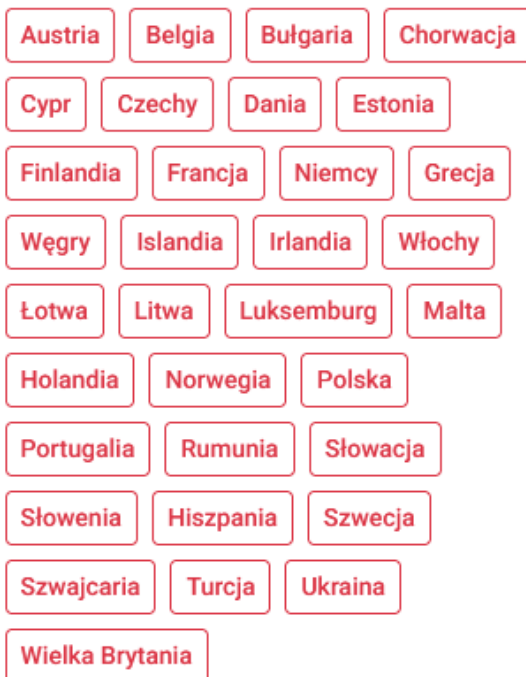 Austria Belgia Bułgaria Chorwacja
Cypr Czechy Dania Estonia
Finlandia Francja Niemcy Grecja
Węgry Islandia Irlandia Włochy
Łotwa Litwa Luksemburg Malta
Holandia Norwegia Polska
Portugalia Rumunia Słowacja
Słowenia Hiszpania Szwecja
Szwajcaria Turcja Ukraina
Wielka Brytania